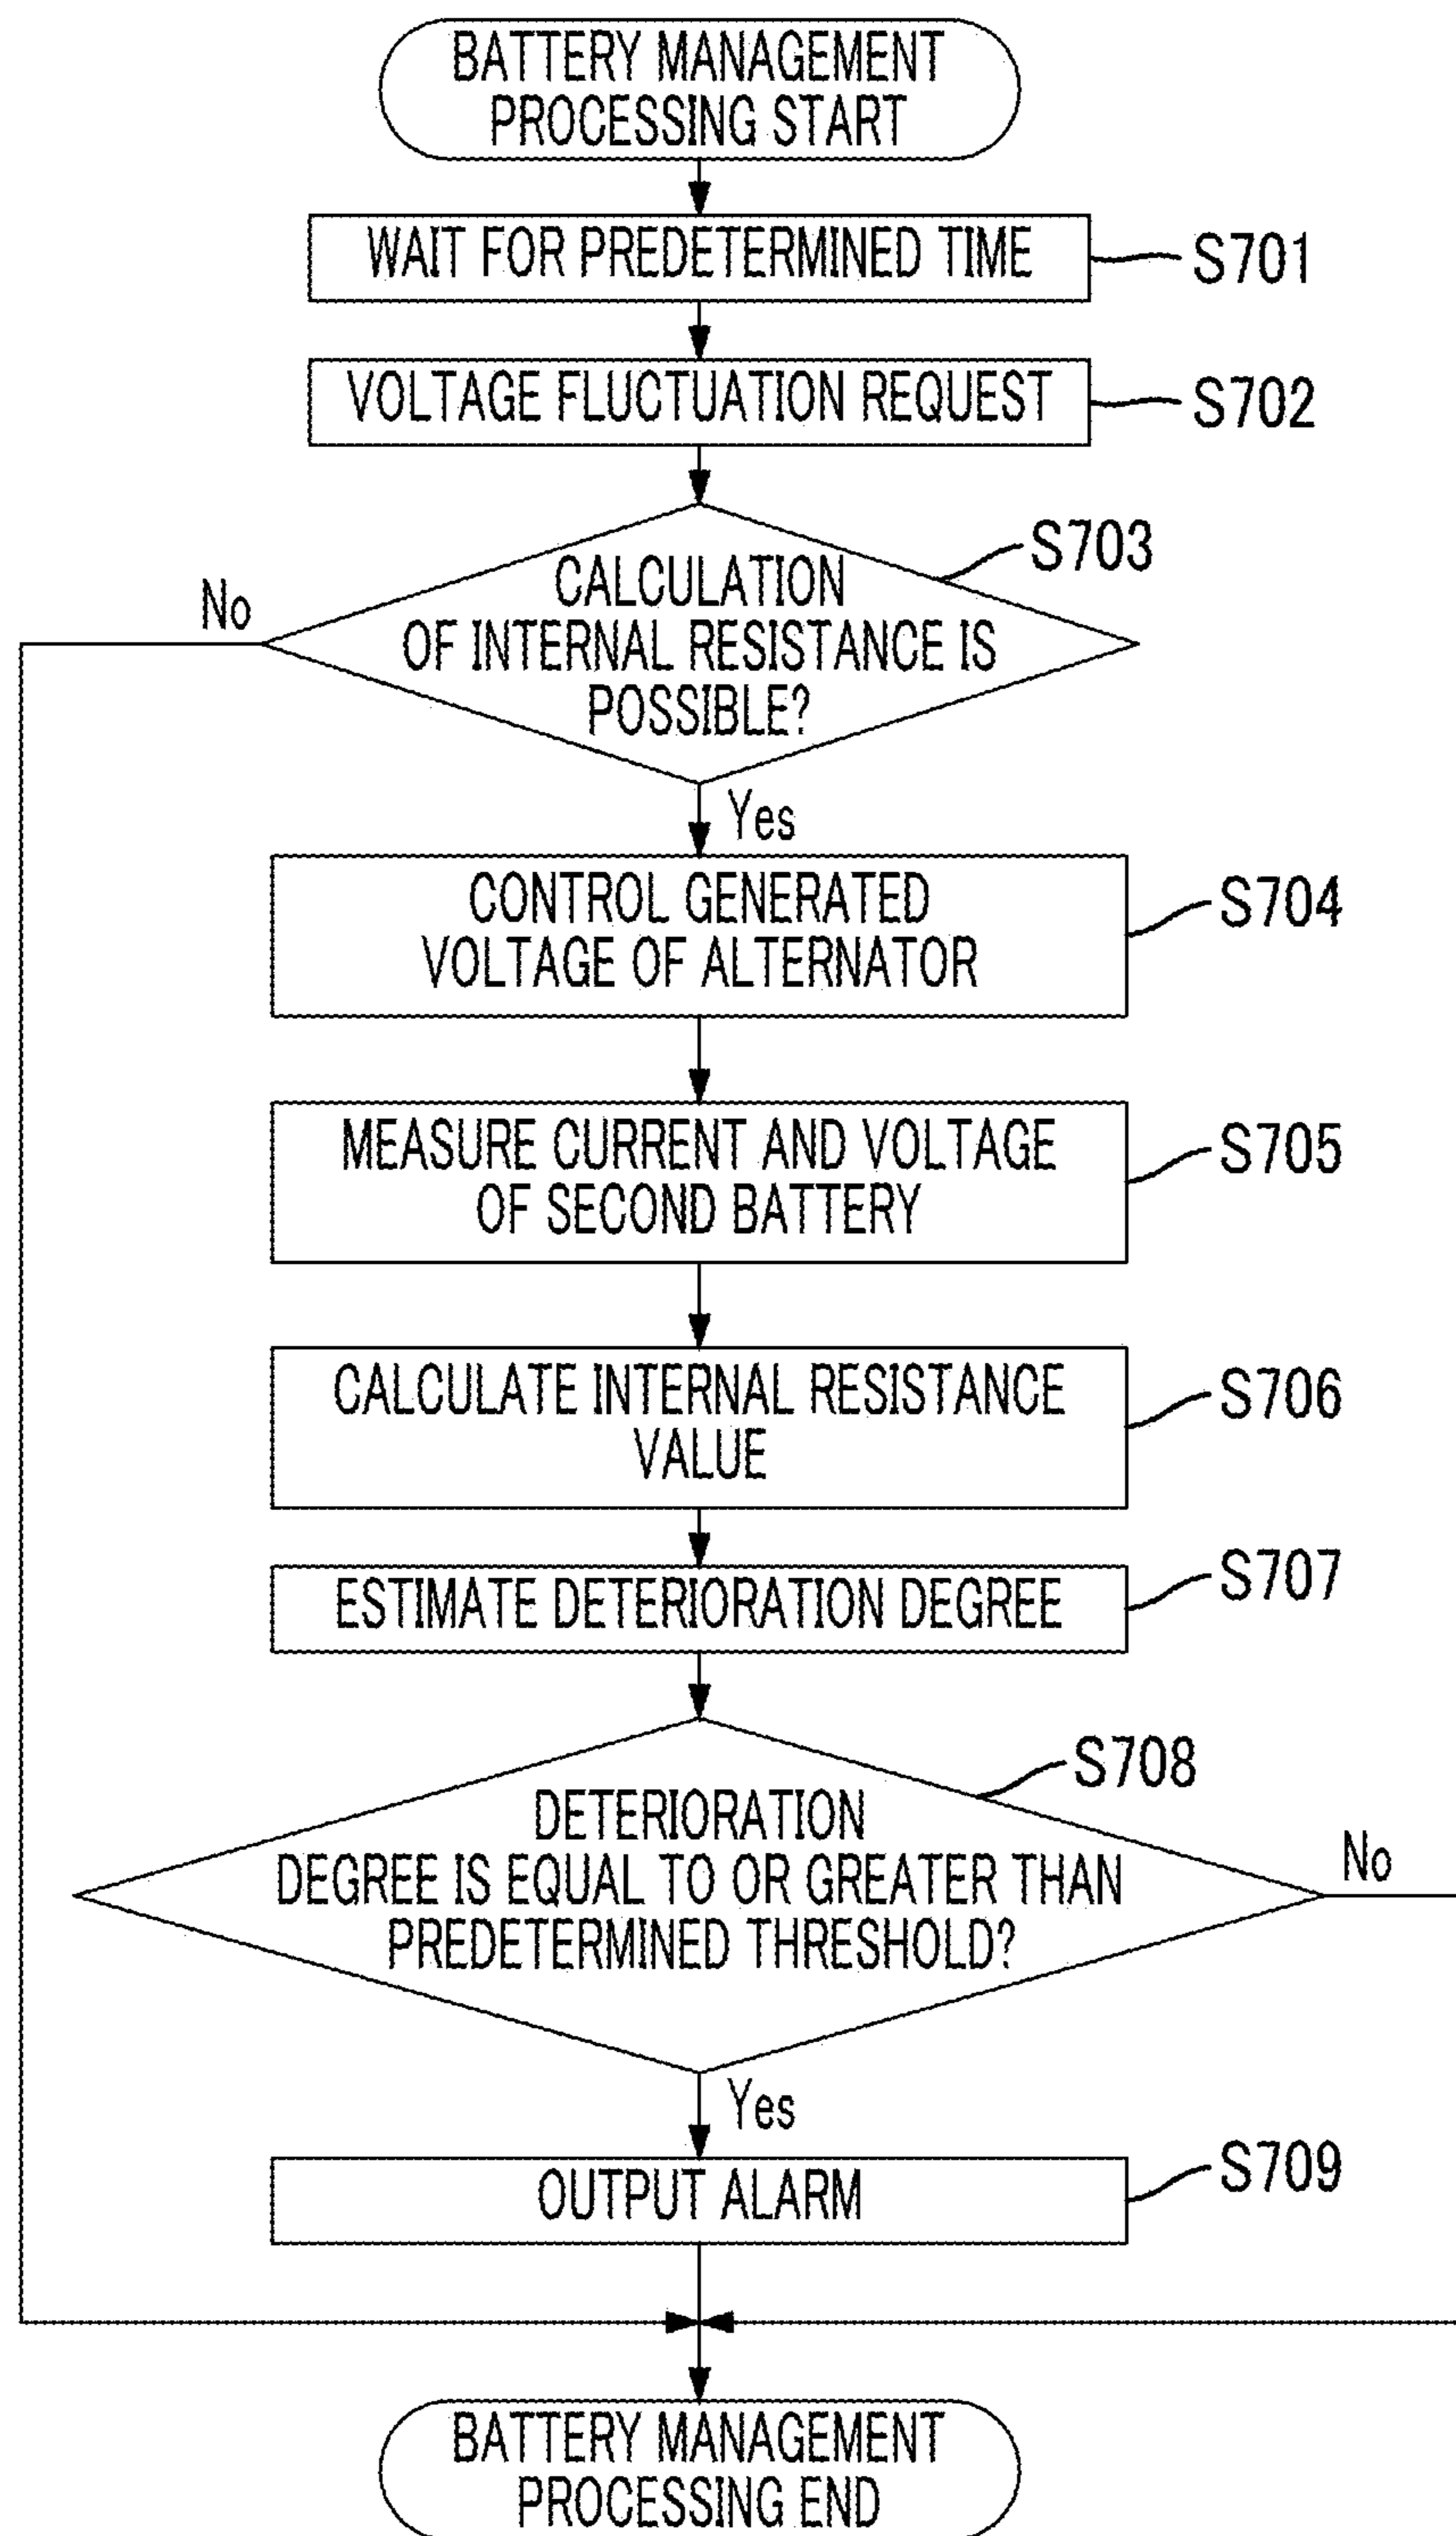 BATTERY MANAGEMENT
PROCESSING START
WAIT FOR PREDETERMINED TIME
S701
VOLTAGE FLUCTUATION REQUEST
S702
S703
CALCULATION
OF INTERNAL RESISTANCE IS
POSSIBLE?
No
Yes
CONTROL GENERATED
VOLTAGE OF ALTERNATOR
S704
MEASURE CURRENT AND VOLTAGE
OF SECOND BATTERY
S705
CALCULATE INTERNAL RESISTANCE
VALUE
S706
ESTIMATE DETERIORATION DEGREE
S707
S708
DETERIORATION
DEGREE IS EQUAL TO OR GREATER THAN
PREDETERMINED THRESHOLD?
No
Yes
OUTPUT ALARM
S709
BATTERY MANAGEMENT
PROCESSING END